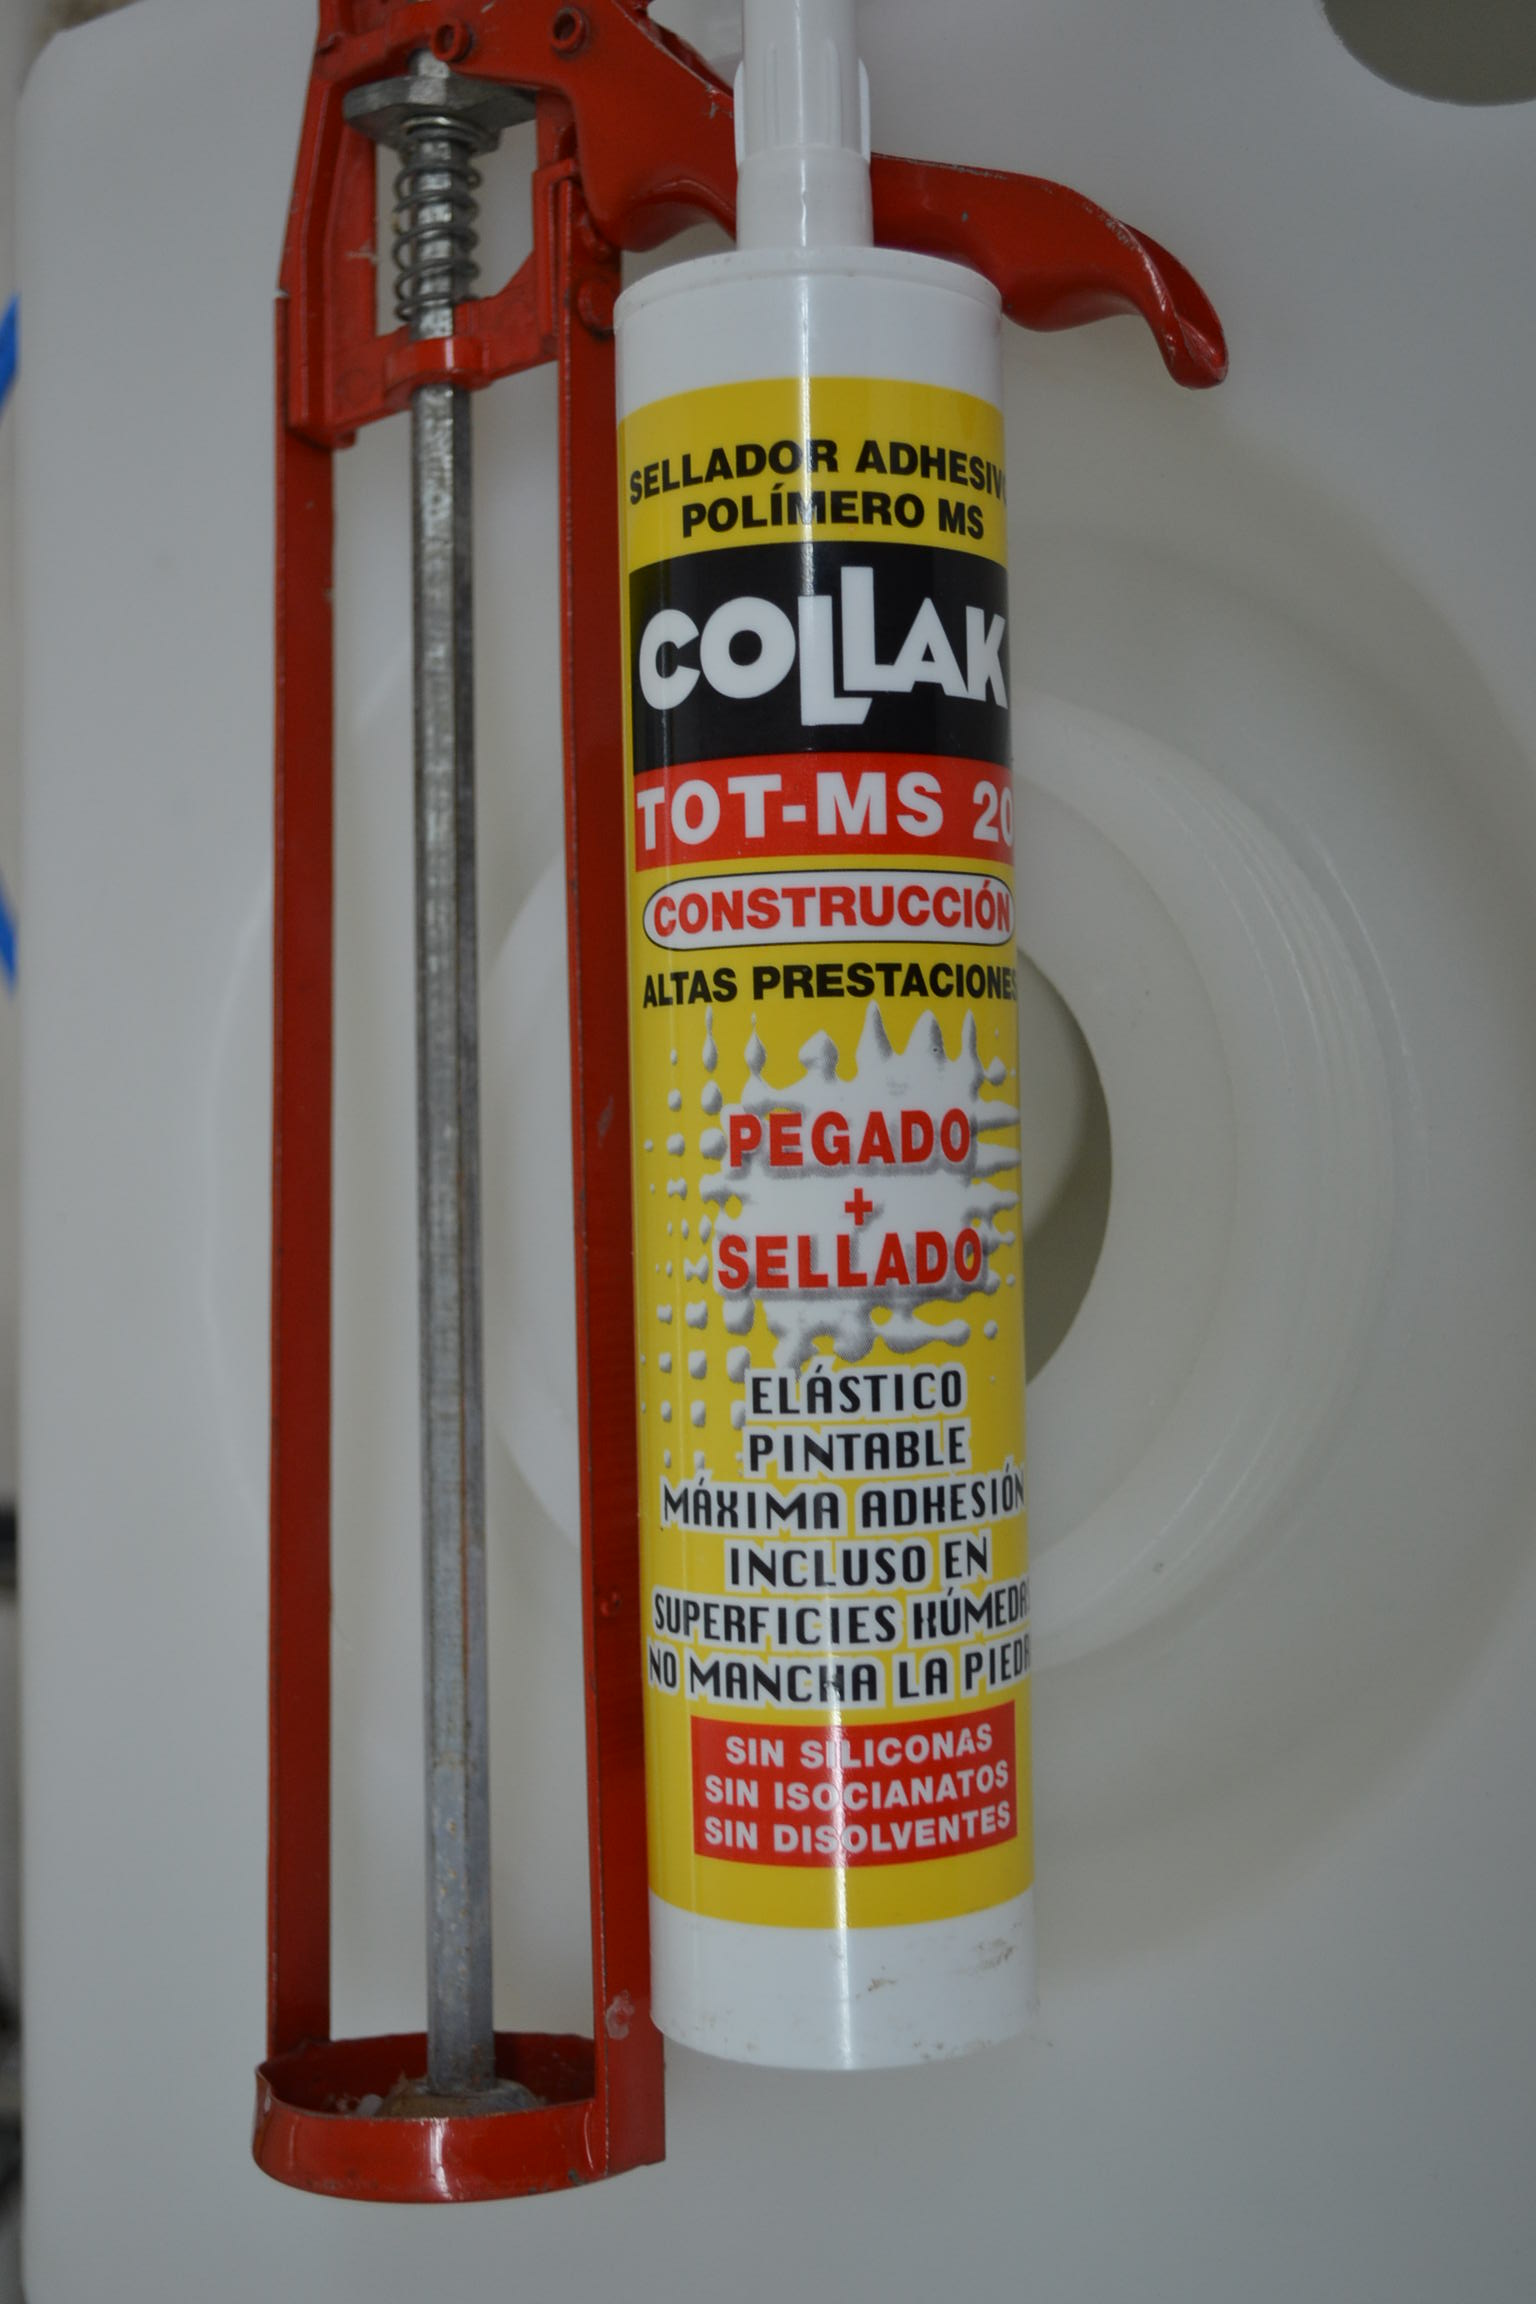 SELLADOR ADHESIVO
POLÍMERO MS
COLLAK
TOT-MS 20
CONSTRUCCIÓN
ALTAS PRESTACIONES
PEGADO
+
SELLADO
ELÁSTICO
PINTABLE
MÁXIMA ADHESIÓN
INCLUSO EN
SUPERFICIES HÚMEDAS
NO MANCHA LA PIEDRA
SIN SILICONAS
SIN ISOCIANATOS
SIN DISOLVENTES